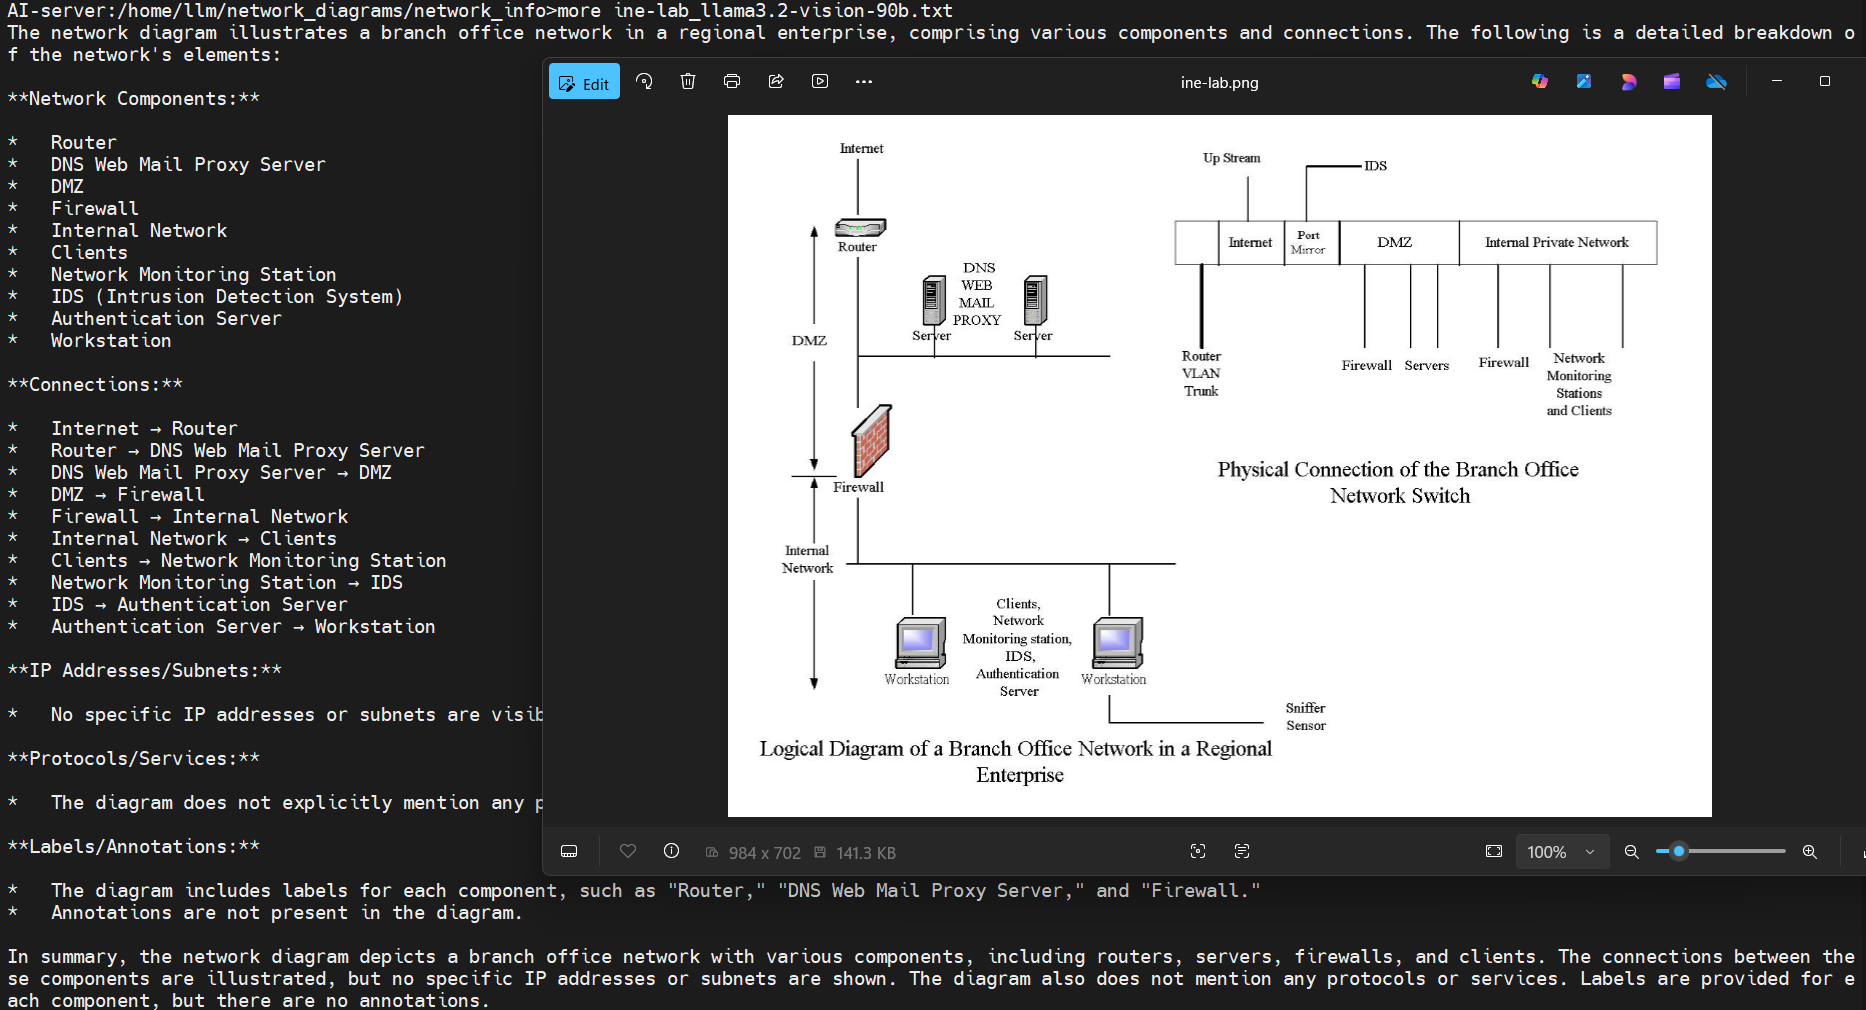 AI-server:/home/llm/network_diagrams/network_info>more ine-lab_llama3.2-vision-90b.txt
The network diagram illustrates a branch office network in a regional enterprise, comprising various components and connections. The following is a detailed breakdown o
f the network's elements:
**Network Components:**
* Router
* DNS Web Mail Proxy Server
* DMZ
* Firewall
* Internal Network
* Clients
* Network Monitoring Station
* IDS (Intrusion Detection System)
* Authentication Server
* Workstation
**Connections:**
* Internet → Router
* Router → DNS Web Mail Proxy Server
* DNS Web Mail Proxy Server → DMZ
* DMZ → Firewall
* Firewall → Internal Network
* Internal Network → Clients
* Clients → Network Monitoring Station
* Network Monitoring Station → IDS
* IDS → Authentication Server
* Authentication Server → Workstation
**IP Addresses/Subnets:**
* No specific IP addresses or subnets are visib
**Protocols/Services:**
* The diagram does not explicitly mention any p
**Labels/Annotations:**
* The diagram includes labels for each component, such as "Router," "DNS Web Mail Proxy Server," and "Firewall."
* Annotations are not present in the diagram.
In summary, the network diagram depicts a branch office network with various components, including routers, servers, firewalls, and clients. The connections between the
se components are illustrated, but no specific IP addresses or subnets are shown. The diagram also does not mention any protocols or services. Labels are provided for e
ach component, but there are no annotations.
Edit
ine-lab.png
Internet
Router
DNS
WEB
MAIL
PROXY
Server
Server
DMZ
Firewall
Internal
Network
Clients,
Network
Monitoring station,
IDS,
Authentication
Server
Workstation
Workstation
Sniffer
Sensor
Logical Diagram of a Branch Office Network in a Regional
Enterprise
Up Stream
IDS
Internet
Port
Mirror
DMZ
Internal Private Network
Router
VLAN
Trunk
Firewall
Servers
Firewall
Network
Monitoring
Stations
and Clients
Physical Connection of the Branch Office
Network Switch
984 x 702
141.3 KB
100%